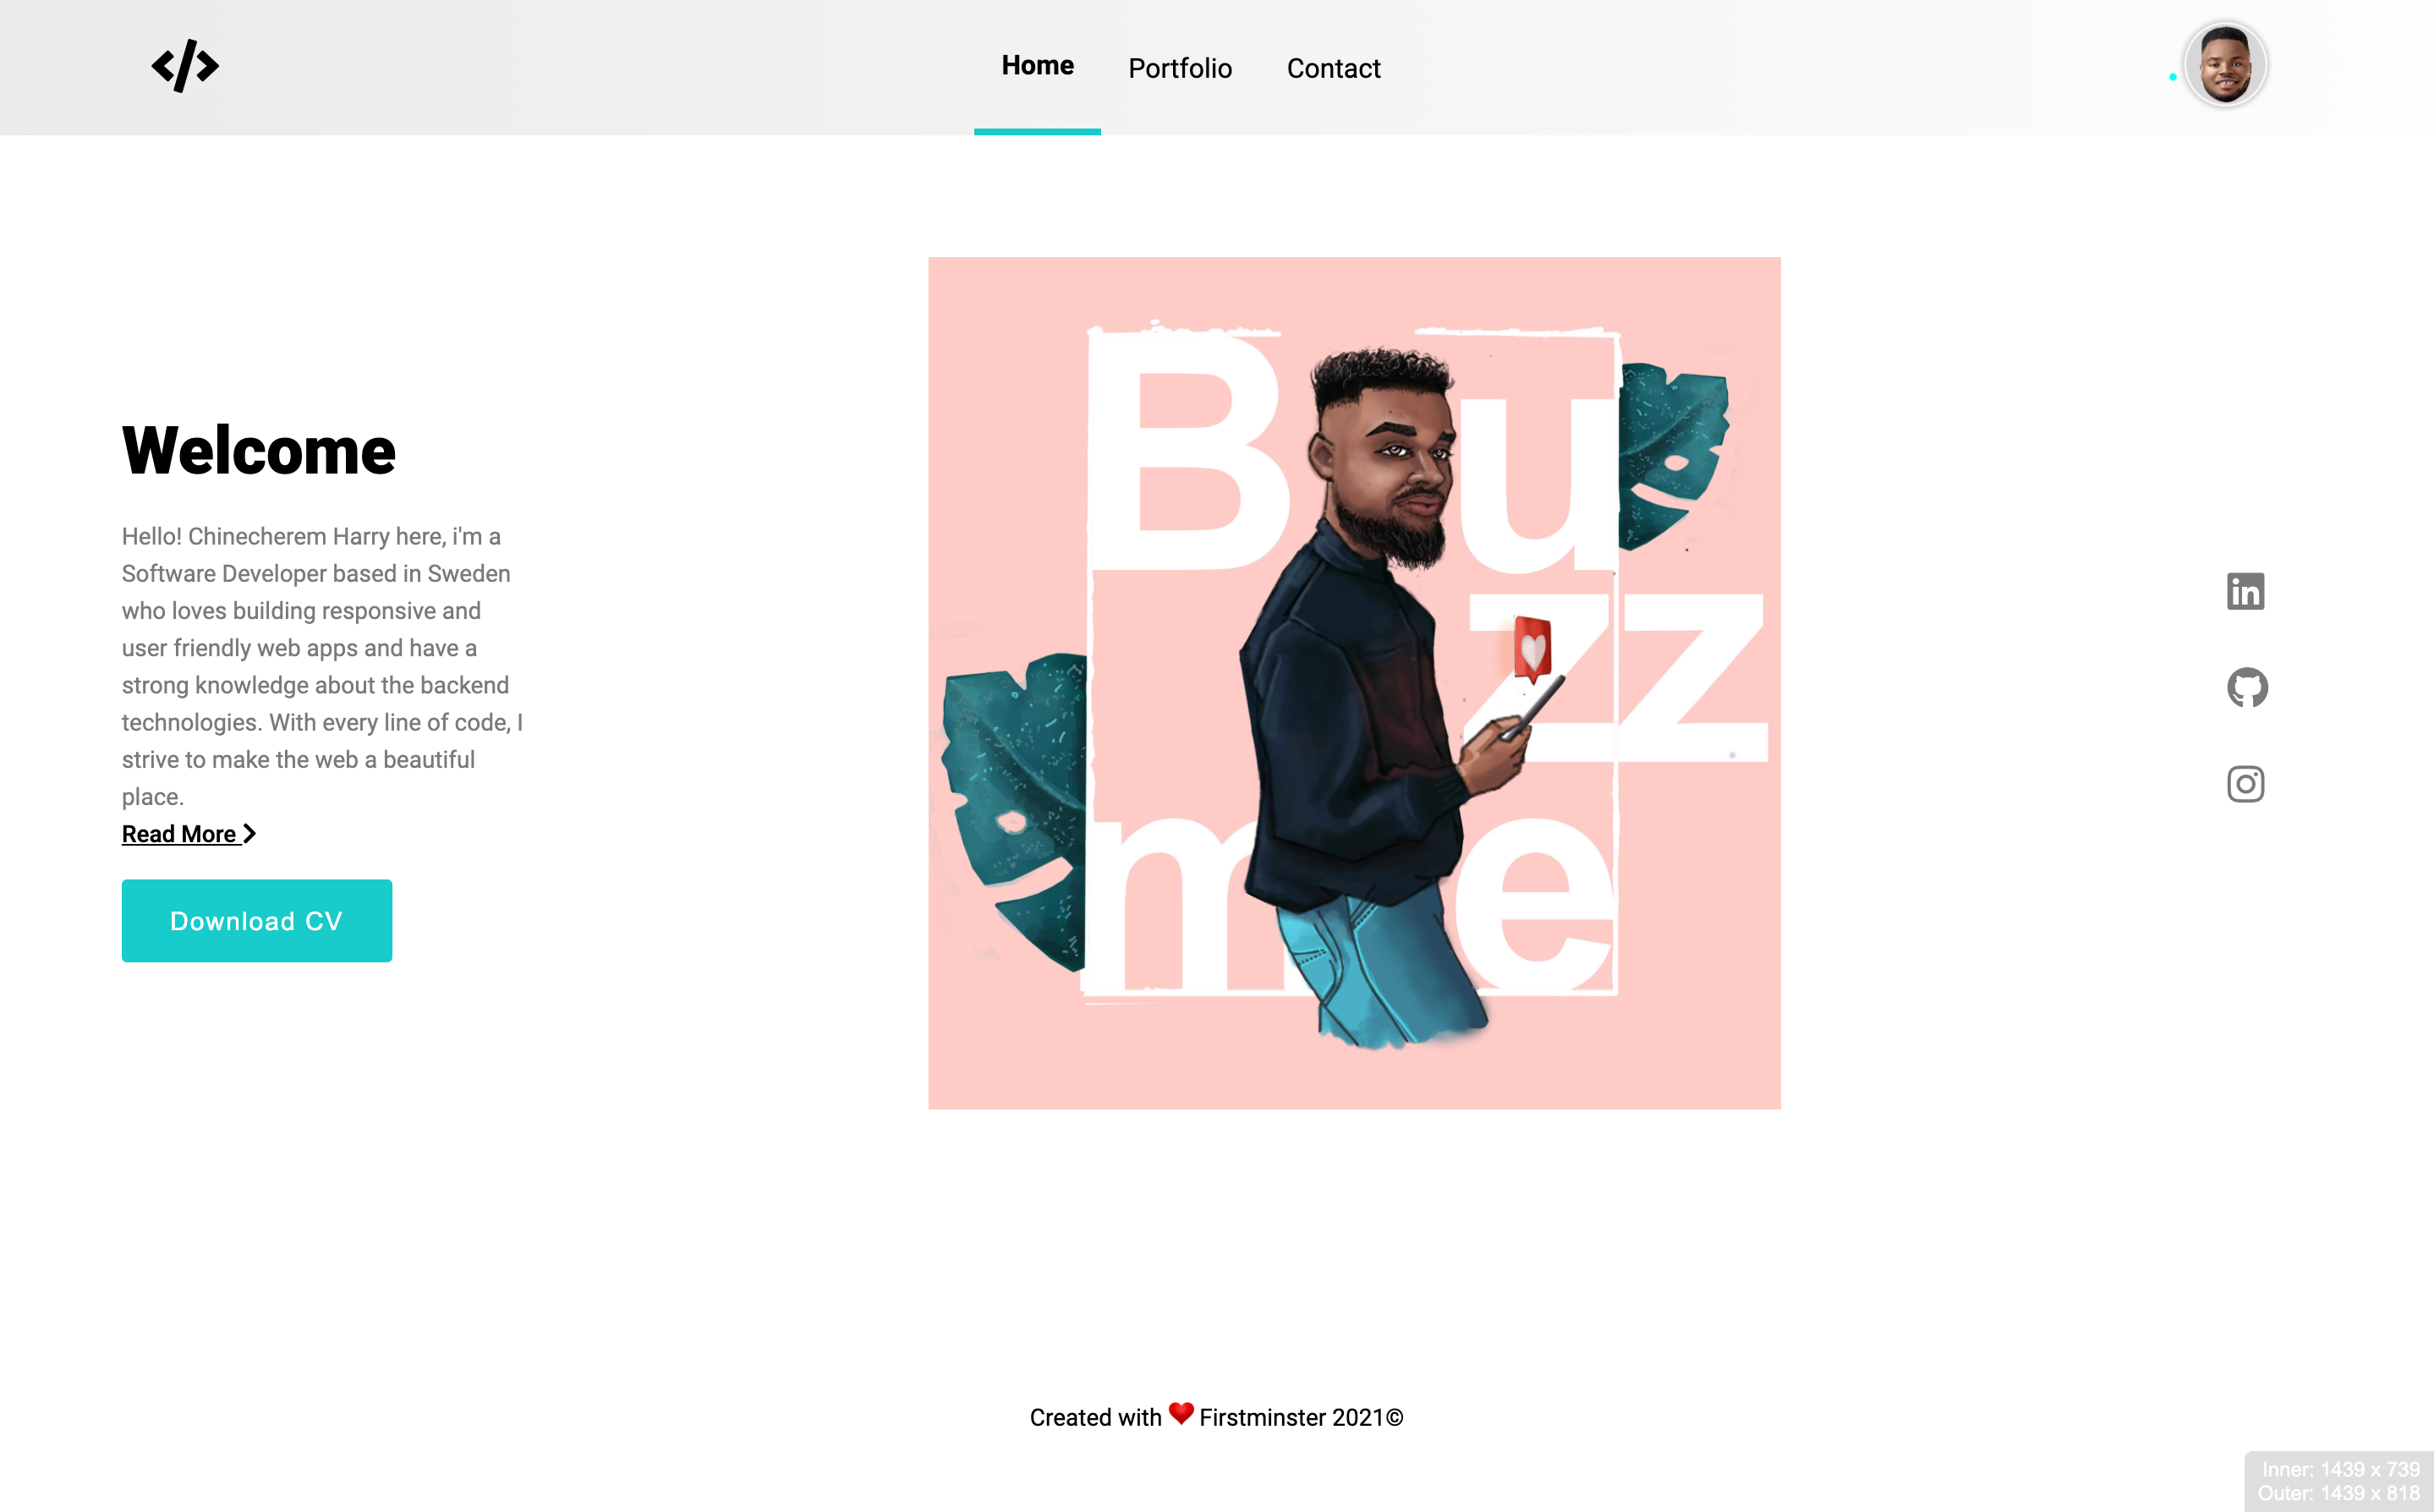 </>
Home
Portfolio
Contact
Welcome
Hello! Chinecherem Harry here, i'm a
Software Developer based in Sweden
who loves building responsive and
user friendly web apps and have a
strong knowledge about the backend
technologies. With every line of code, I
strive to make the web a beautiful
place.
Read More
Download CV
Bu
zz
me
in
Created with ❤ Firstminster 2021©
Inner: 1439 x 739
Outer: 1439 x 818